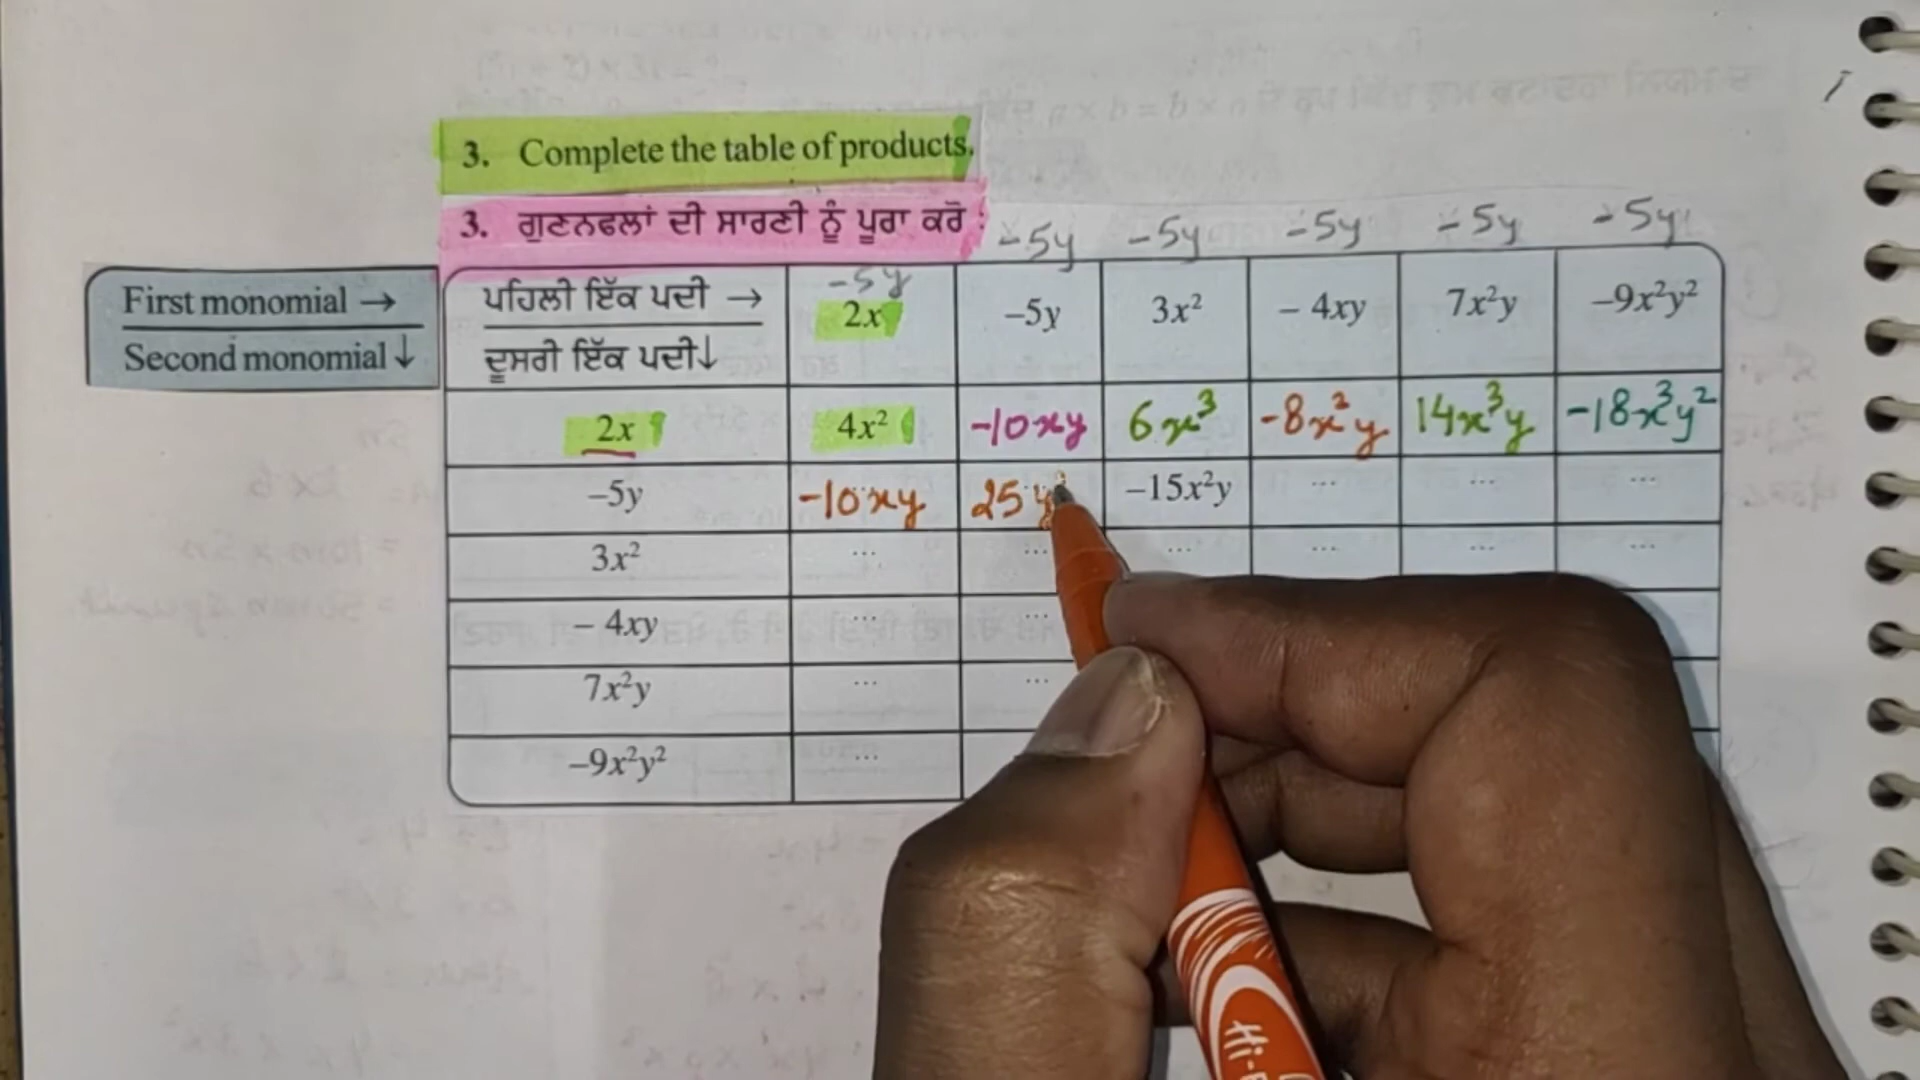 3. Complete the table of products.
3. ਗੁਣਨਫਲਾਂ ਦੀ ਸਾਰਣੀ ਨੂੰ ਪੂਰਾ ਕਰੋ :
-5y -5y -5y -5y -5y
-5y
First monomial → ਪਹਿਲੀ ਇੱਕ ਪਦੀ → 2x –5y 3x² – 4xy 7x²y –9x²y²
Second monomial ↓ ਦੂਸਰੀ ਇੱਕ ਪਦੀ↓
2x 4x² -10xy 6x³ -8x²y 14x³y -18x³y²
–5y -10xy 25y –15x²y ... ... ...
3x² ... ... ... ... ... ...
– 4xy ... ...
7x²y ... ...
–9x²y² ...
Hi-